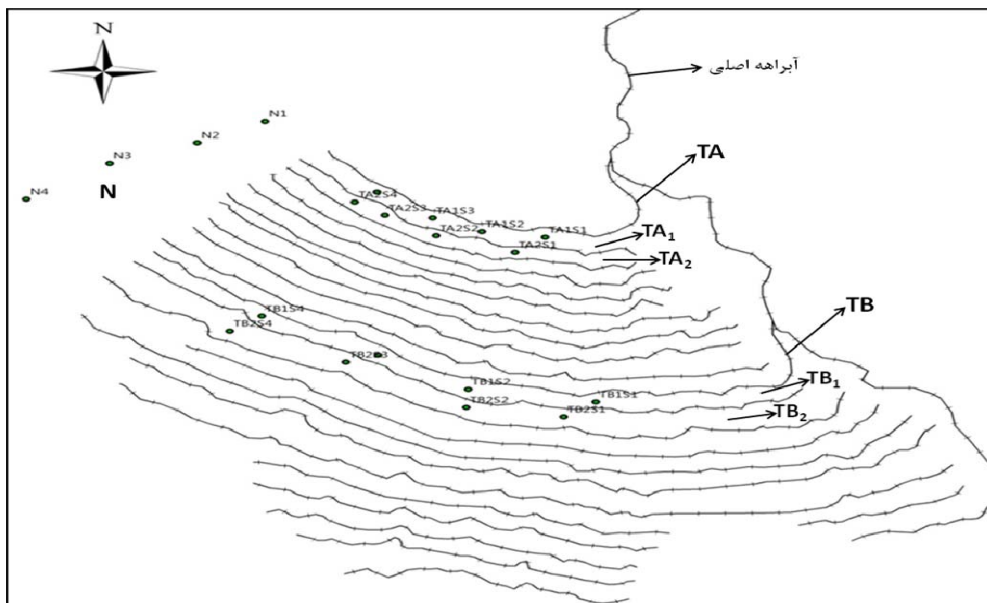 N
آبراهه اصلی
N1
N2
TA
N3
N
N4
TA2S4
TA2S3
TA1S3
TA1S2
TA1S1
TA2S2
TA2S1
TA₁
TA₂
TB
TB1S4
TB2S4
TB1S2
TB2S2
TB1S1
TB2S1
TB₁
TB₂